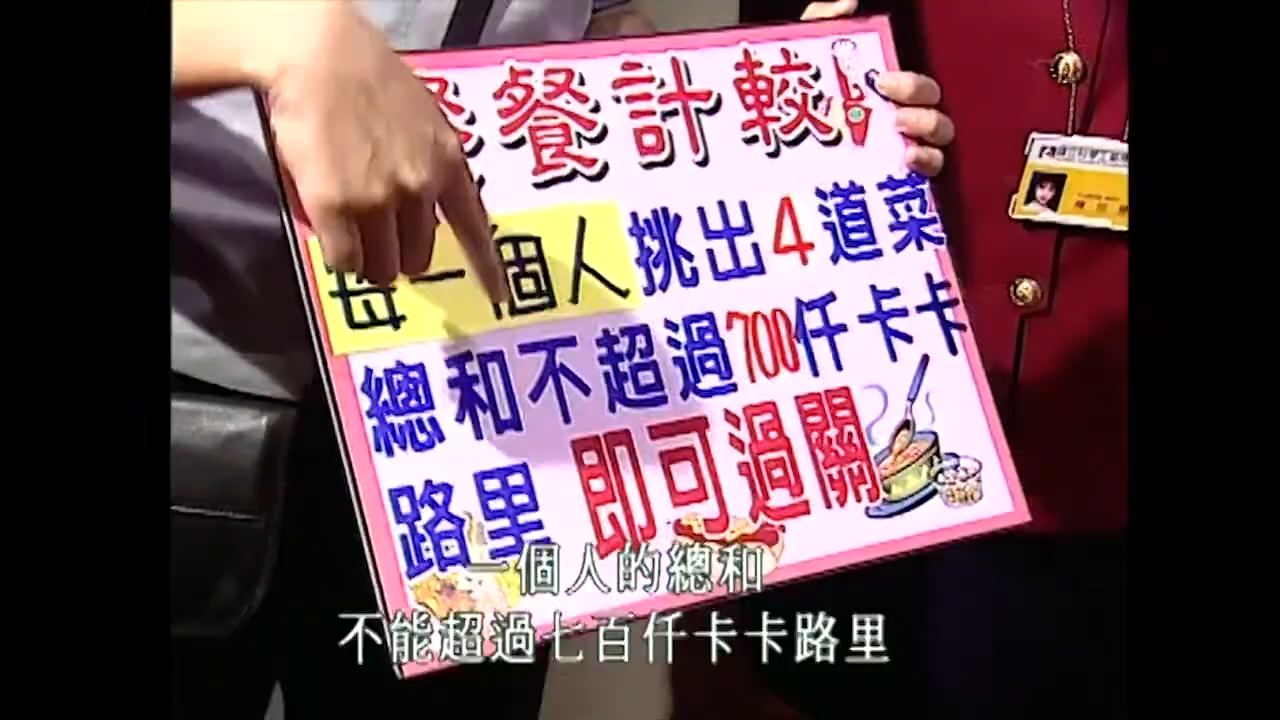 餐計較
每一個人挑出4道菜
總和不超過700仟卡卡
路里 即可過關
一個人的總和
不能超過七百仟卡卡路里